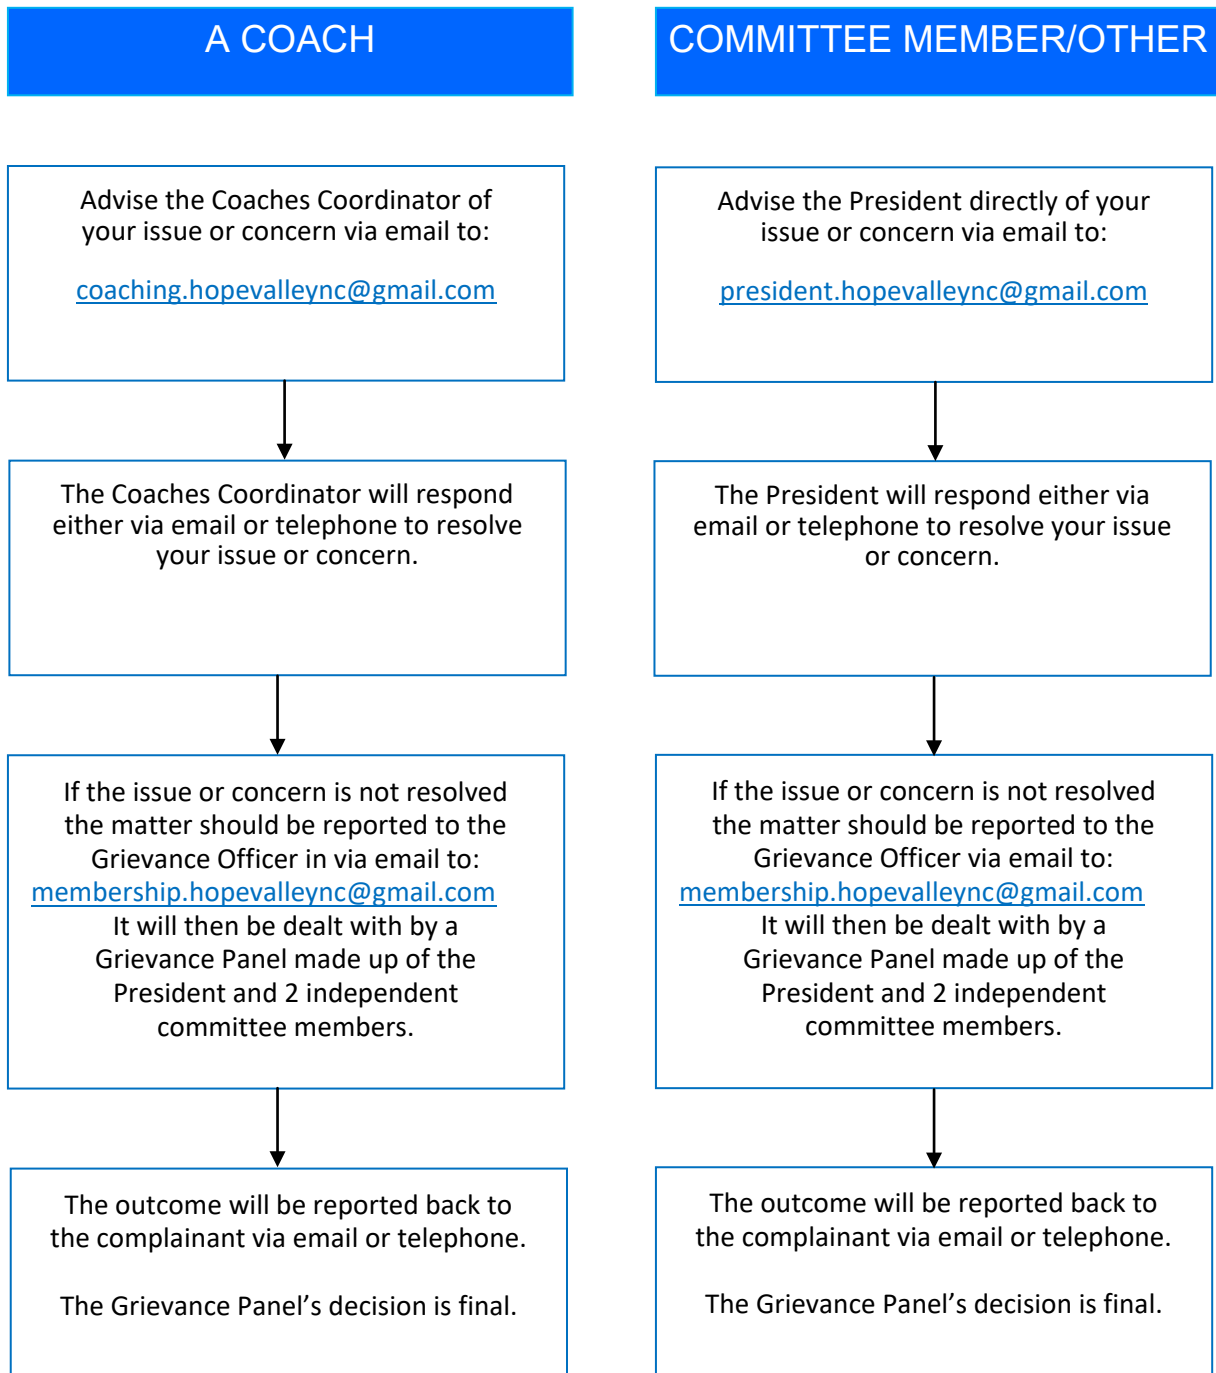 A COACH
Advise the Coaches Coordinator of
your issue or concern via email to:
coaching.hopevalleync@gmail.com
The Coaches Coordinator will respond
either via email or telephone to resolve
your issue or concern.
If the issue or concern is not resolved
the matter should be reported to the
Grievance Officer in via email to:
membership.hopevalleync@gmail.com
It will then be dealt with by a
Grievance Panel made up of the
President and 2 independent
committee members.
The outcome will be reported back to
the complainant via email or telephone.
The Grievance Panel’s decision is final.
COMMITTEE MEMBER/OTHER
Advise the President directly of your
issue or concern via email to:
president.hopevalleync@gmail.com
The President will respond either via
email or telephone to resolve your issue
or concern.
If the issue or concern is not resolved
the matter should be reported to the
Grievance Officer via email to:
membership.hopevalleync@gmail.com
It will then be dealt with by a
Grievance Panel made up of the
President and 2 independent
committee members.
The outcome will be reported back to
the complainant via email or telephone.
The Grievance Panel’s decision is final.